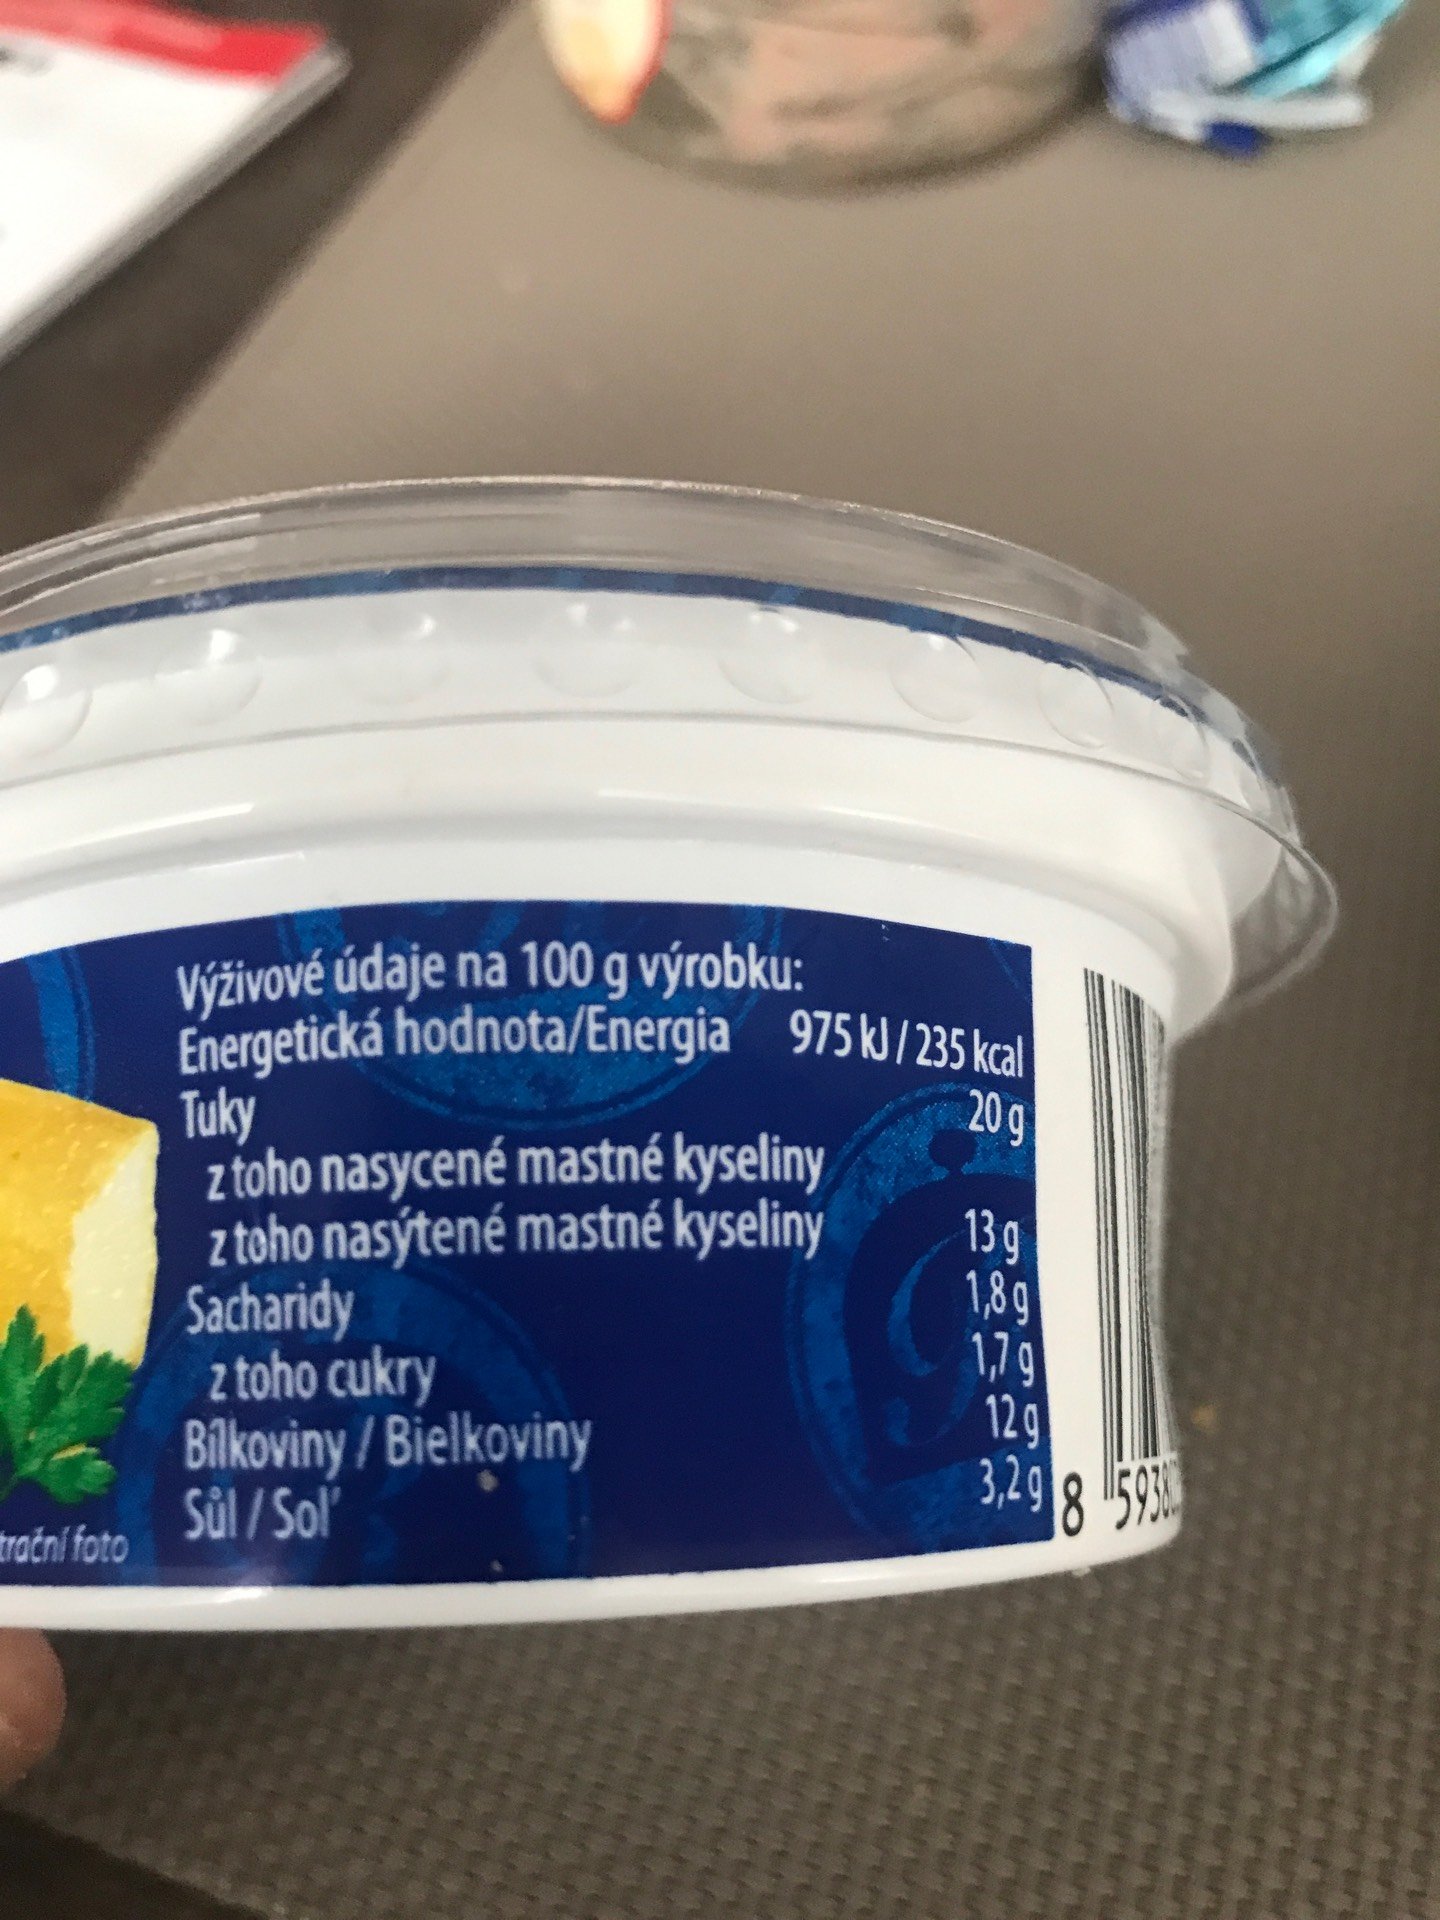 Výživové údaje na 100 g výrobku:
Energetická hodnota/Energia 975 kJ / 235 kcal
Tuky 20 g
z toho nasycené mastné kyseliny
z toho nasýtené mastné kyseliny 13 g
Sacharidy 1,8 g
z toho cukry 1,7 g
Bílkoviny / Bielkoviny 12 g
Sůl / Soľ 3,2 g
foto
8 5938